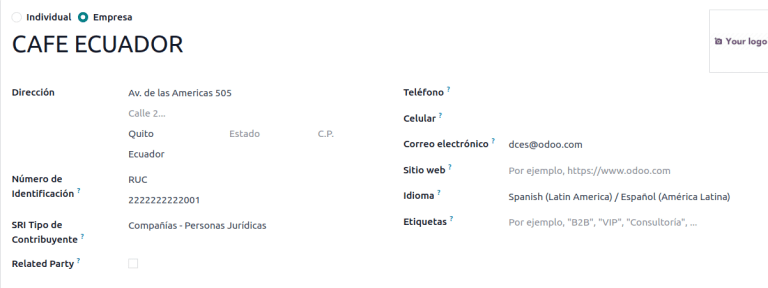 Individual Empresa
CAFE ECUADOR
Your logo
Dirección
Av. de las Americas 505
Calle 2...
Quito Estado C.P.
Ecuador
Número de Identificación ?
RUC
2222222222001
SRI Tipo de Contribuyente ?
Compañías - Personas Jurídicas
Related Party ?
Teléfono ?
Celular ?
Correo electrónico ? dces@odoo.com
Sitio web ? Por ejemplo, https://www.odoo.com
Idioma ? Spanish (Latin America) / Español (América Latina)
Etiquetas ? Por ejemplo, "B2B", "VIP", "Consultoría", ...